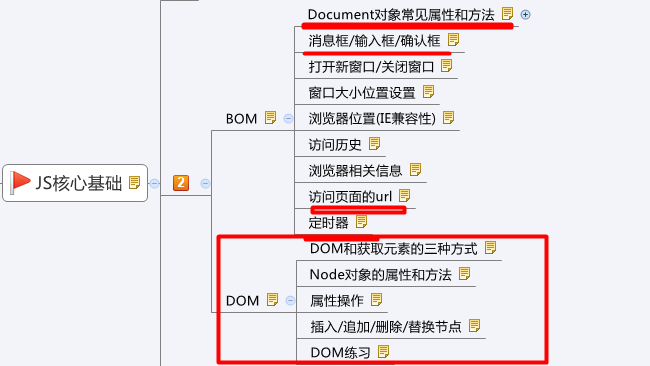 Document对象常见属性和方法
消息框/输入框/确认框
打开新窗口/关闭窗口
窗口大小位置设置
BOM
浏览器位置(IE兼容性)
访问历史
浏览器相关信息
JS核心基础
2
访问页面的url
定时器
DOM和获取元素的三种方式
Node对象的属性和方法
DOM
属性操作
插入/追加/删除/替换节点
DOM练习